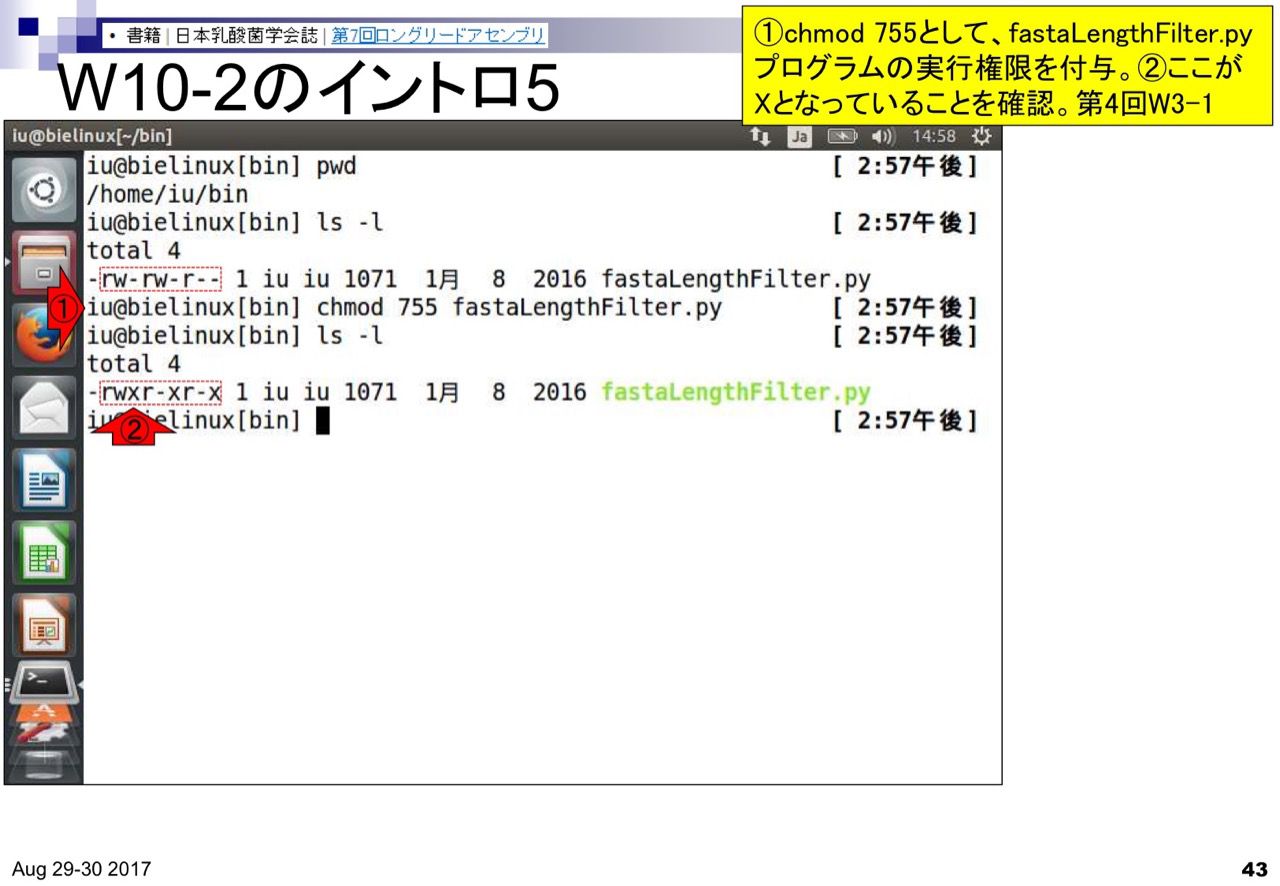 • 書籍 | 日本乳酸菌学会誌 | 第7回ロングリードアセンブリ
W10-2のイントロ5
①chmod 755として、fastaLengthFilter.py
プログラムの実行権限を付与。②ここが
Xとなっていることを確認。第4回W3-1
iu@bielinux[~/bin] Ja 14:58
iu@bielinux[bin] pwd [ 2:57午後]
/home/iu/bin
iu@bielinux[bin] ls -l [ 2:57午後]
total 4
-rw-rw-r-- 1 iu iu 1071 1月 8 2016 fastaLengthFilter.py
① iu@bielinux[bin] chmod 755 fastaLengthFilter.py [ 2:57午後]
iu@bielinux[bin] ls -l [ 2:57午後]
total 4
-rwxr-xr-x 1 iu iu 1071 1月 8 2016 fastaLengthFilter.py
iu@bielinux[bin] [ 2:57午後]
②
Aug 29-30 2017
43